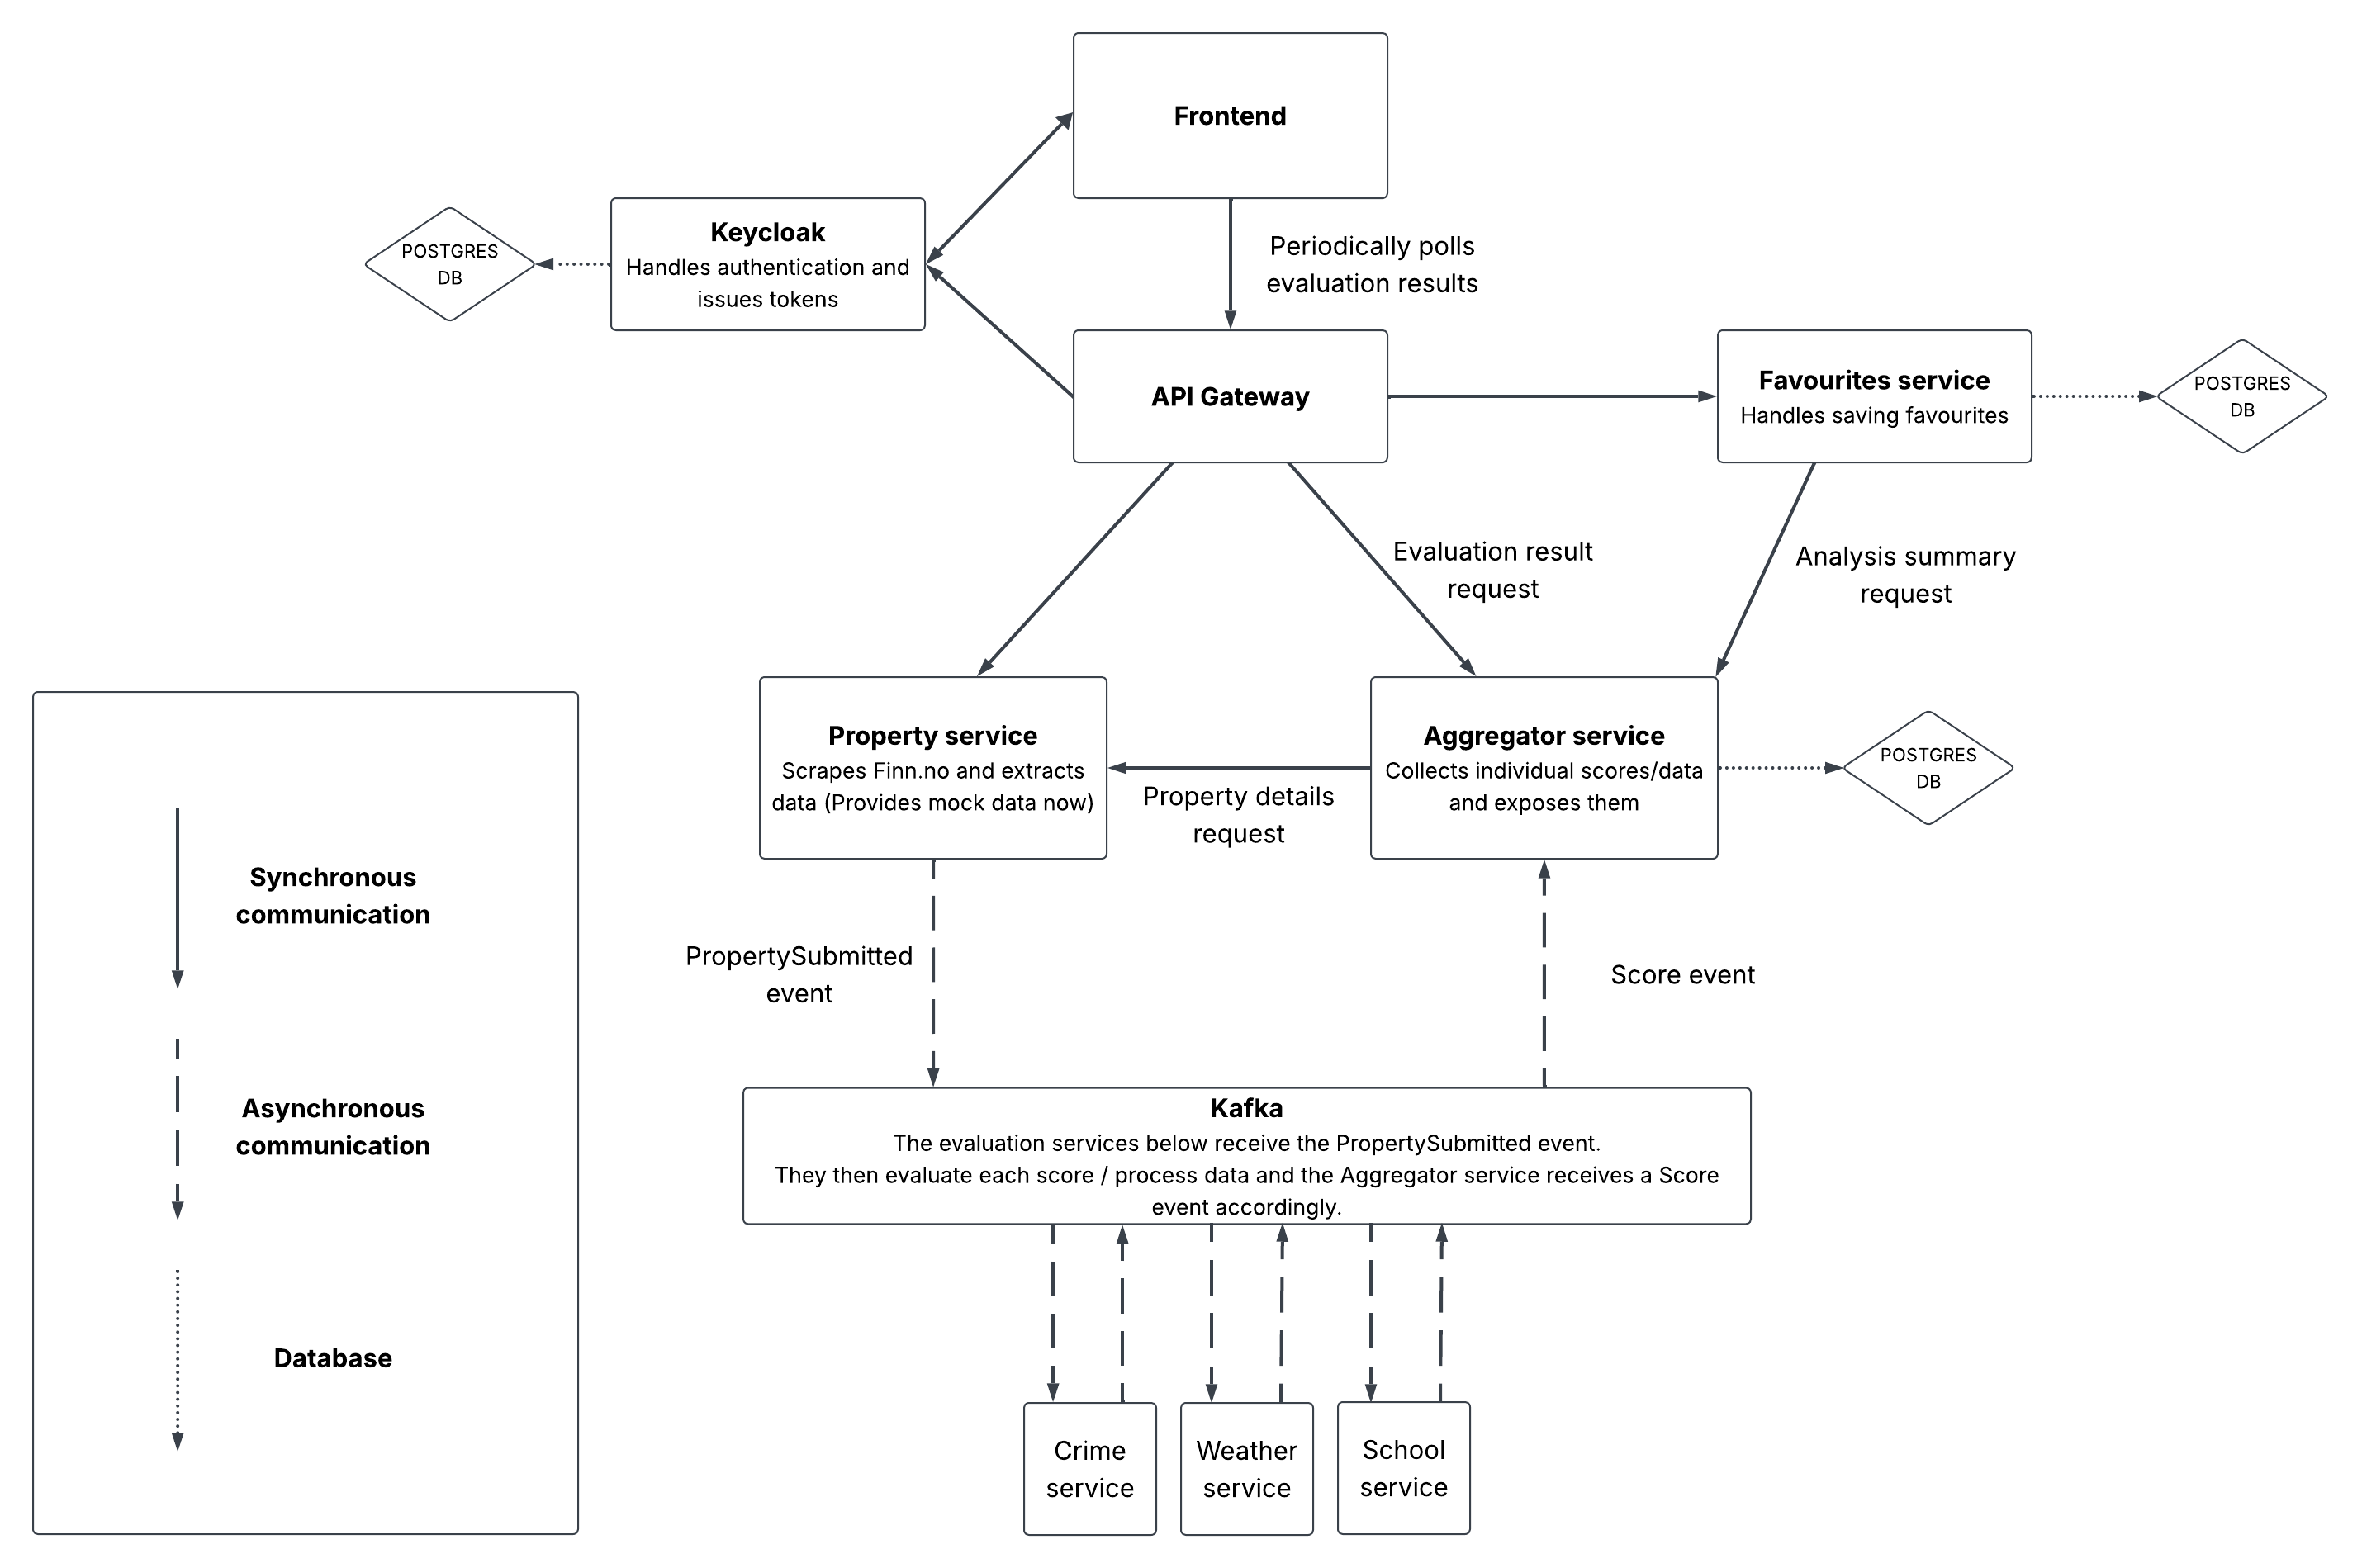 Frontend
Keycloak
Handles authentication and
issues tokens
POSTGRES
DB
Periodically polls
evaluation results
API Gateway
Favourites service
Handles saving favourites
POSTGRES
DB
Evaluation result
request
Analysis summary
request
Property service
Scrapes Finn.no and extracts
data (Provides mock data now)
Property details
request
Aggregator service
Collects individual scores/data
and exposes them
POSTGRES
DB
Synchronous
communication
Asynchronous
communication
Database
PropertySubmitted
event
Score event
Kafka
The evaluation services below receive the PropertySubmitted event.
They then evaluate each score / process data and the Aggregator service receives a Score
event accordingly.
Crime
service
Weather
service
School
service